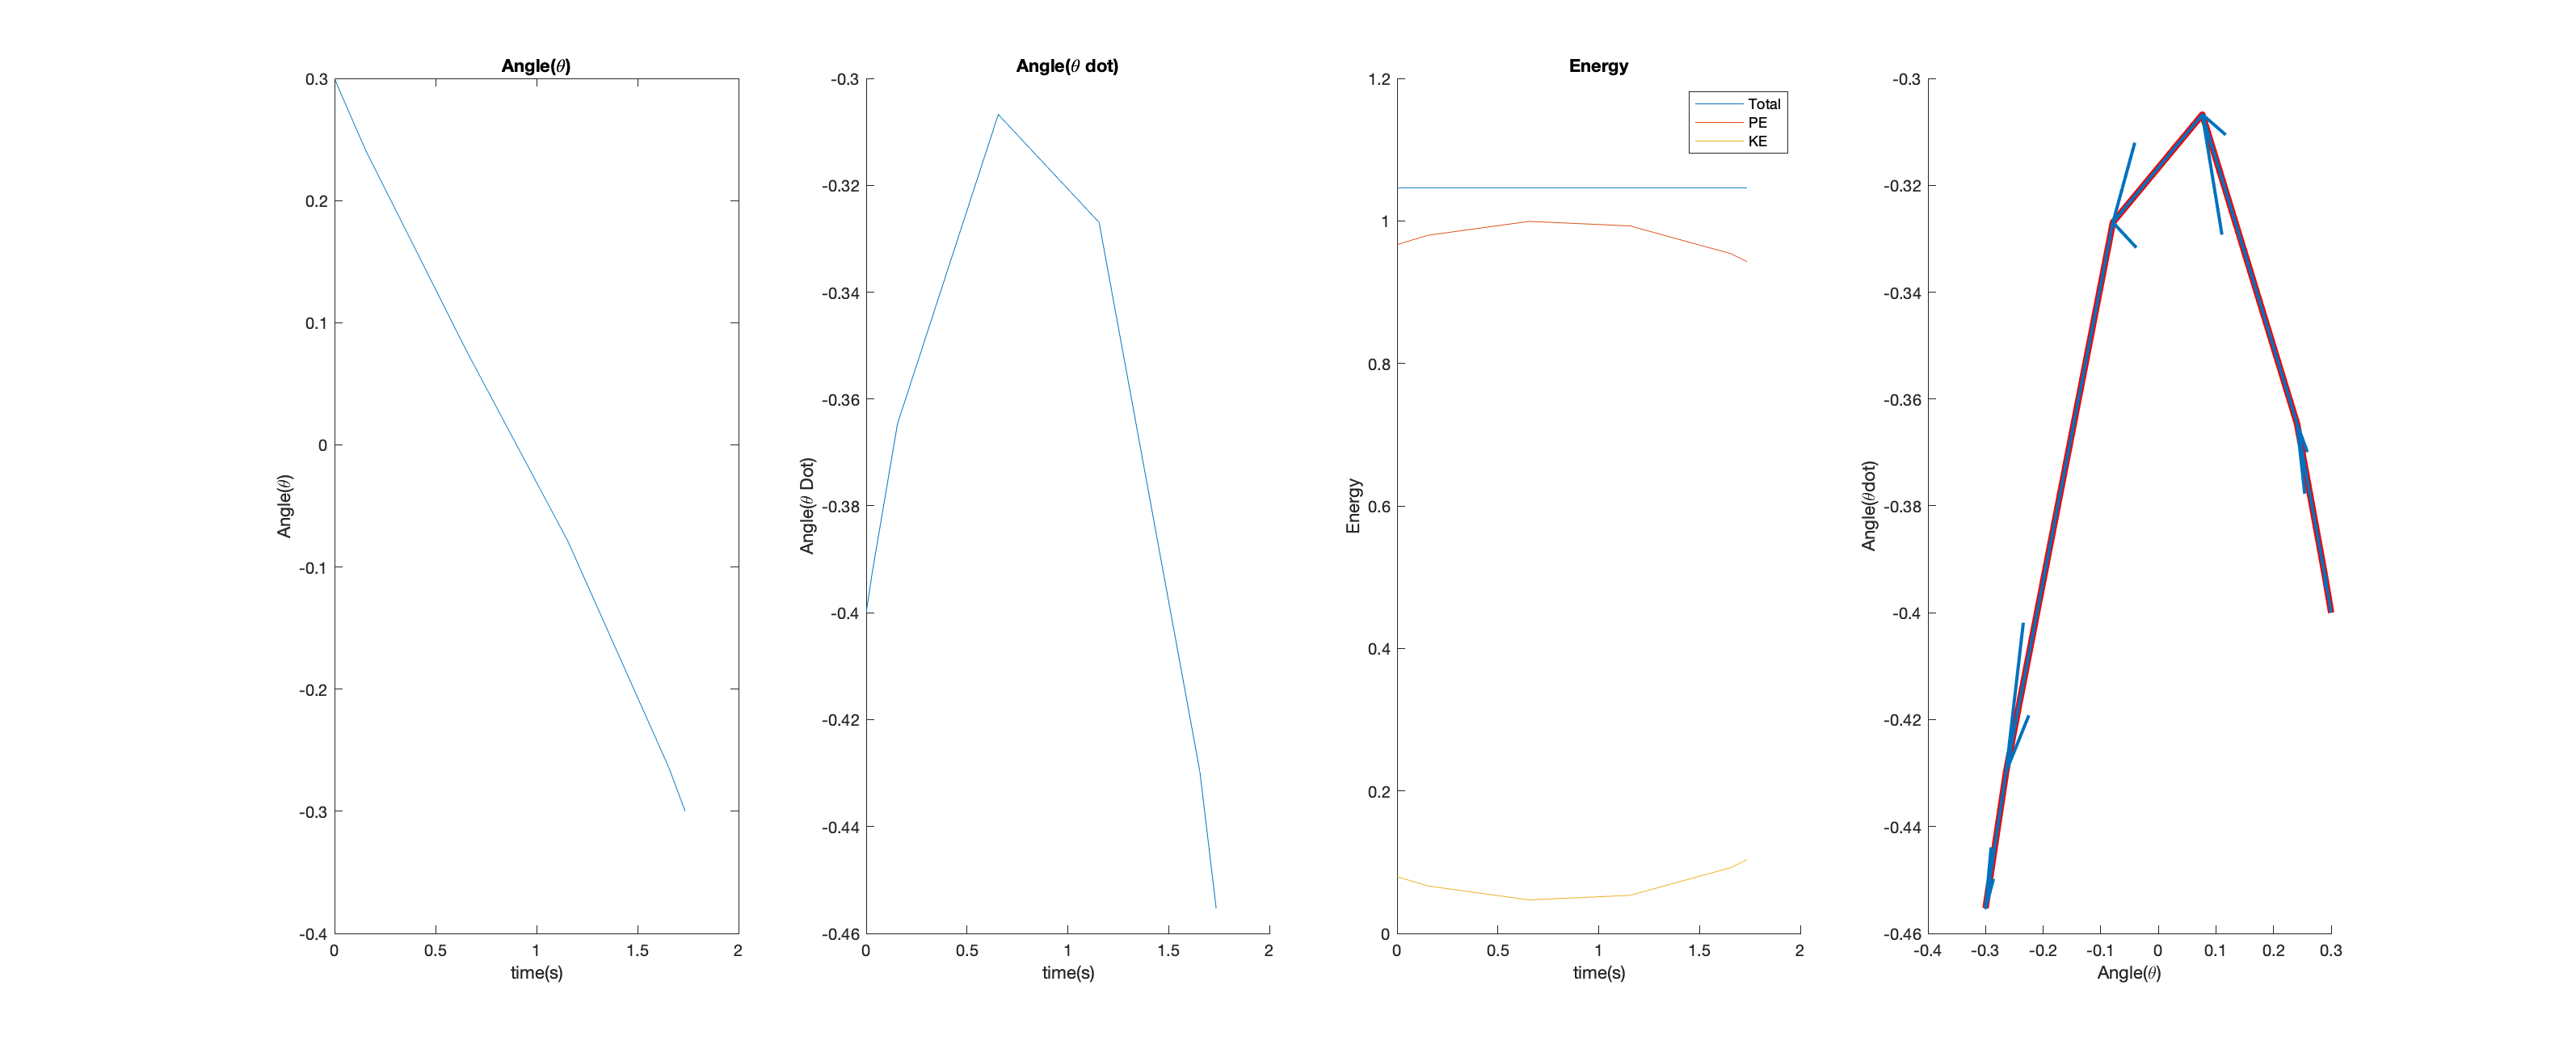 Angle(θ)
0.3
0.2
0.1
0
-0.1
-0.2
-0.3
-0.4
Angle(θ)
0 0.5 1 1.5 2
time(s)
Angle(θ dot)
-0.3
-0.32
-0.34
-0.36
-0.38
-0.4
-0.42
-0.44
-0.46
Angle(θ Dot)
0 0.5 1 1.5 2
time(s)
Energy
1.2
1
0.8
0.6
0.4
0.2
0
Energy
Total
PE
KE
0 0.5 1 1.5 2
time(s)
-0.3
-0.32
-0.34
-0.36
-0.38
-0.4
-0.42
-0.44
-0.46
Angle(θdot)
-0.4 -0.3 -0.2 -0.1 0 0.1 0.2 0.3
Angle(θ)